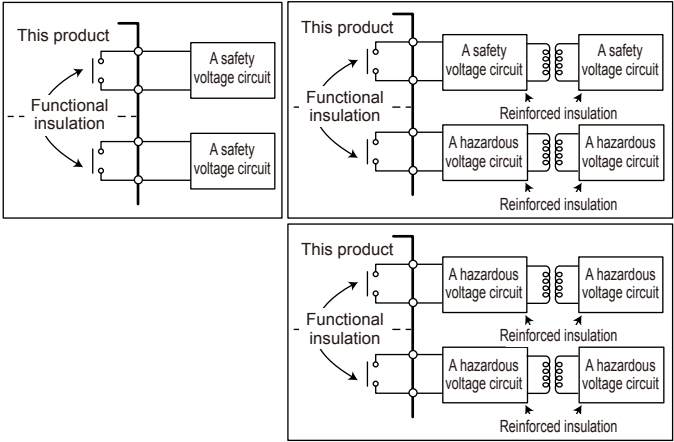 This product
A safety
voltage circuit
Functional
insulation
A safety
voltage circuit
This product
A safety
voltage circuit
A safety
voltage circuit
Reinforced insulation
Functional
insulation
A hazardous
voltage circuit
A hazardous
voltage circuit
Reinforced insulation
This product
A hazardous
voltage circuit
A hazardous
voltage circuit
Reinforced insulation
Functional
insulation
A hazardous
voltage circuit
A hazardous
voltage circuit
Reinforced insulation